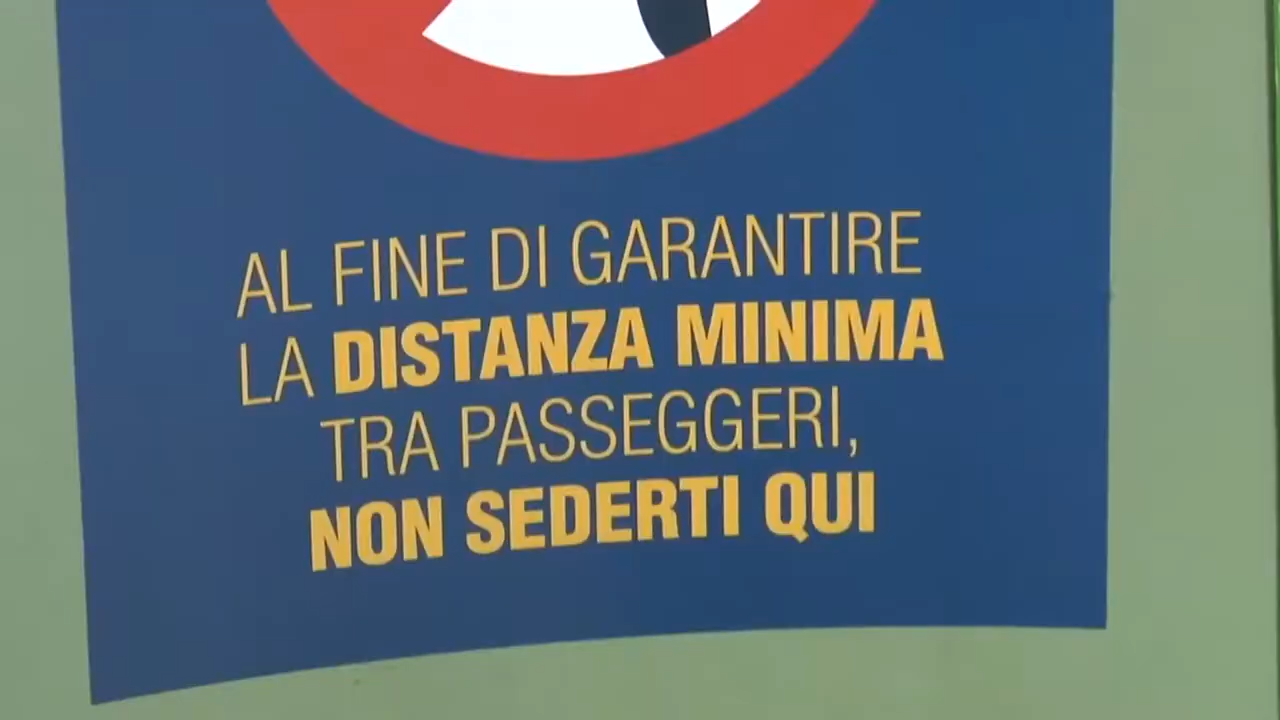 AL FINE DI GARANTIRE
LA DISTANZA MINIMA
TRA PASSEGGERI,
NON SEDERTI QUI